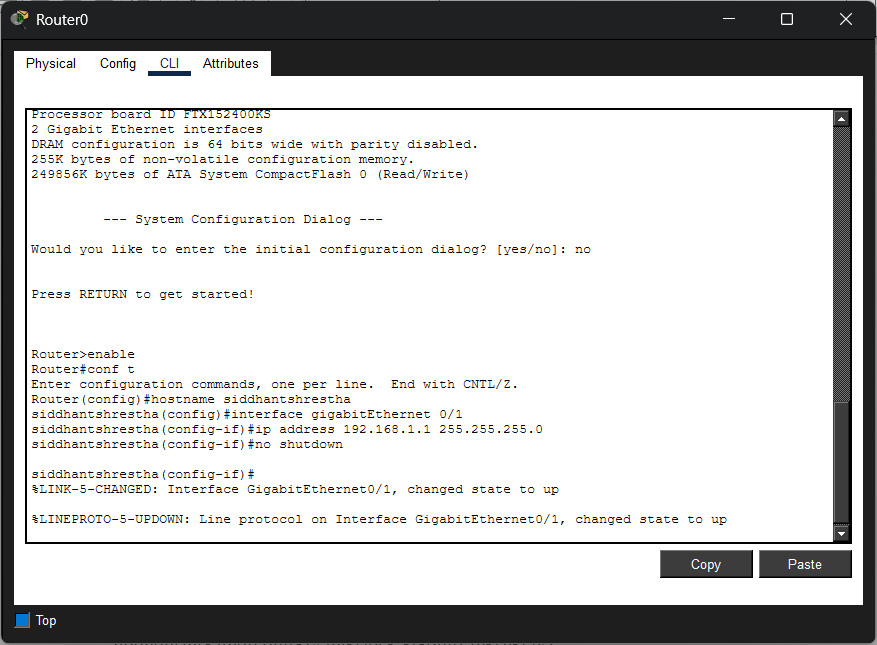 Router0
Physical Config CLI Attributes
Processor board ID FTX152400KS
2 Gigabit Ethernet interfaces
DRAM configuration is 64 bits wide with parity disabled.
255K bytes of non-volatile configuration memory.
249856K bytes of ATA System CompactFlash 0 (Read/Write)
--- System Configuration Dialog ---
Would you like to enter the initial configuration dialog? [yes/no]: no
Press RETURN to get started!
Router>enable
Router#conf t
Enter configuration commands, one per line.  End with CNTL/Z.
Router(config)#hostname siddhantshrestha
siddhantshrestha(config)#interface gigabitEthernet 0/1
siddhantshrestha(config-if)#ip address 192.168.1.1 255.255.255.0
siddhantshrestha(config-if)#no shutdown
siddhantshrestha(config-if)#
%LINK-5-CHANGED: Interface GigabitEthernet0/1, changed state to up
%LINEPROTO-5-UPDOWN: Line protocol on Interface GigabitEthernet0/1, changed state to up
Copy Paste
Top